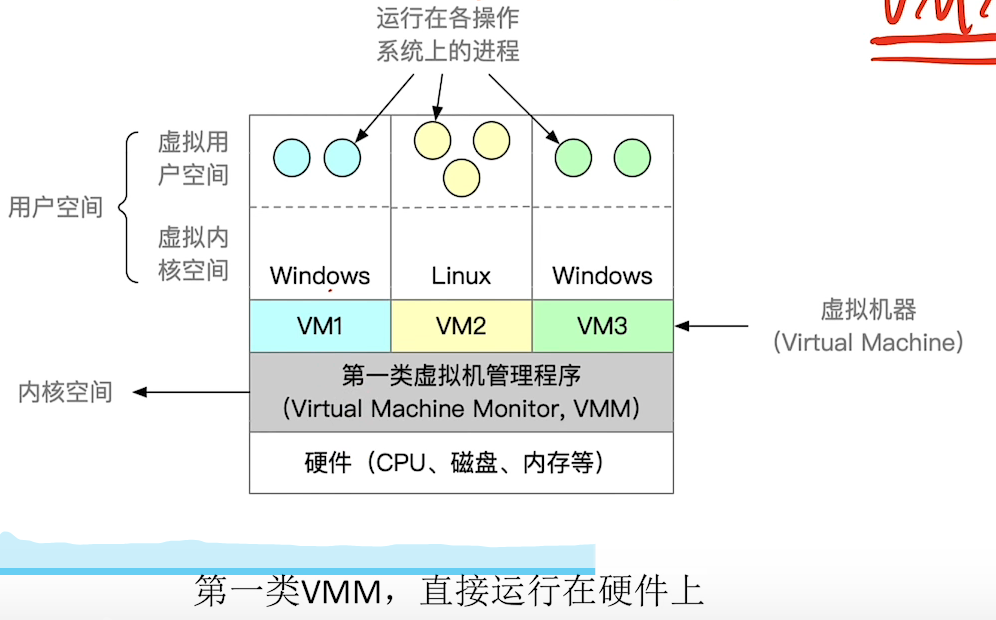 运行在各操作
系统上的进程
虚拟用
户空间
用户空间
虚拟内
核空间
Windows
Linux
Windows
VM1
VM2
VM3
虚拟机器
(Virtual Machine)
第一类虚拟机管理程序
(Virtual Machine Monitor, VMM)
内核空间
硬件（CPU、磁盘、内存等）
第一类VMM，直接运行在硬件上